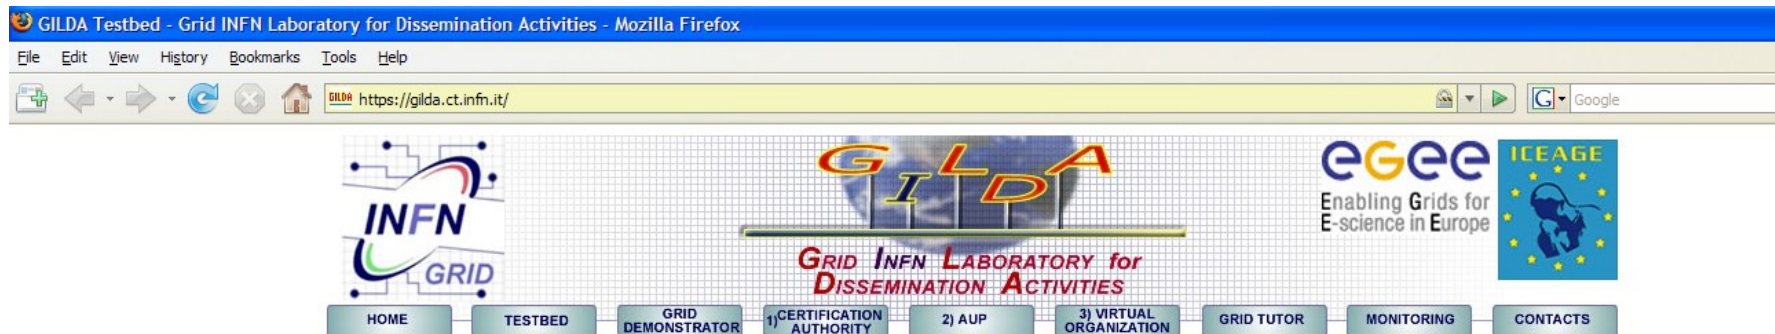 GILDA Testbed - Grid INFN Laboratory for Dissemination Activities - Mozilla Firefox
File Edit View History Bookmarks Tools Help
GILDA https://gilda.ct.infn.it/ G Google
INFN
GRID
GILDA
GRID INFN LABORATORY for
DISSEMINATION ACTIVITIES
eGee
Enabling Grids for
E-science in Europe
ICEAGE
HOME
TESTBED
GRID
DEMONSTRATOR
1) CERTIFICATION
AUTHORITY
2) AUP
3) VIRTUAL
ORGANIZATION
GRID TUTOR
MONITORING
CONTACTS